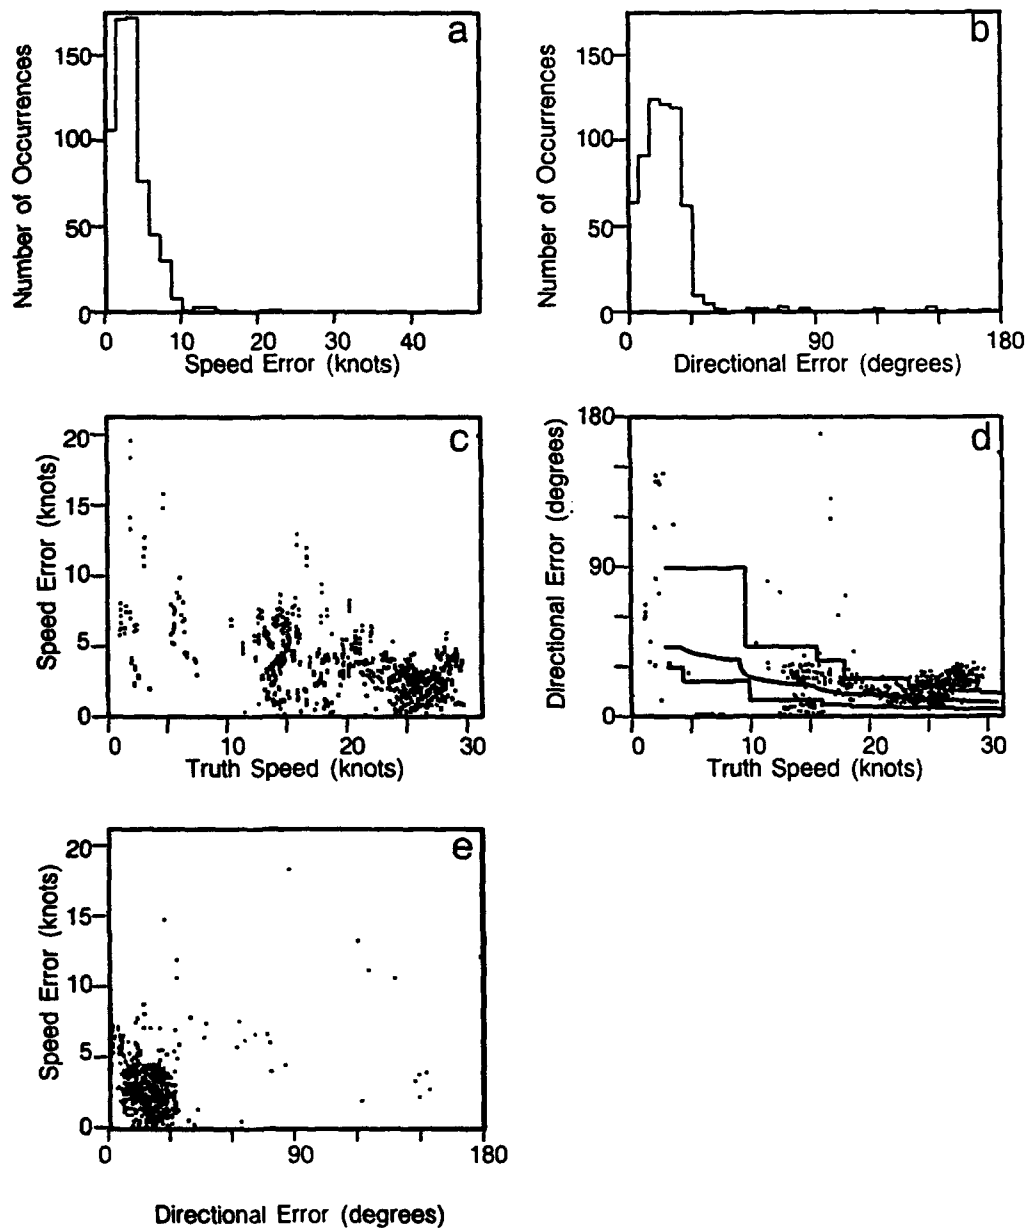 a
Number of Occurrences
150
100
50
0
0 10 20 30 40
Speed Error (knots)
b
Number of Occurrences
150
100
50
0
0 90 180
Directional Error (degrees)
c
Speed Error (knots)
20
15
10
5
0
0 10 20 30
Truth Speed (knots)
d
Directional Error (degrees)
180
90
0
0 10 20 30
Truth Speed (knots)
e
Speed Error (knots)
20
15
10
5
0
0 90 180
Directional Error (degrees)